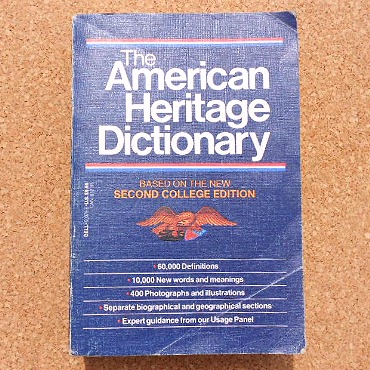 The
American
Heritage
Dictionary
BASED ON THE NEW
SECOND COLLEGE EDITION
• 60,000 Definitions
• 10,000 New words and meanings
• 400 Photographs and illustrations
• Separate biographical and geographical sections
• Expert guidance from our Usage Panel
DELL